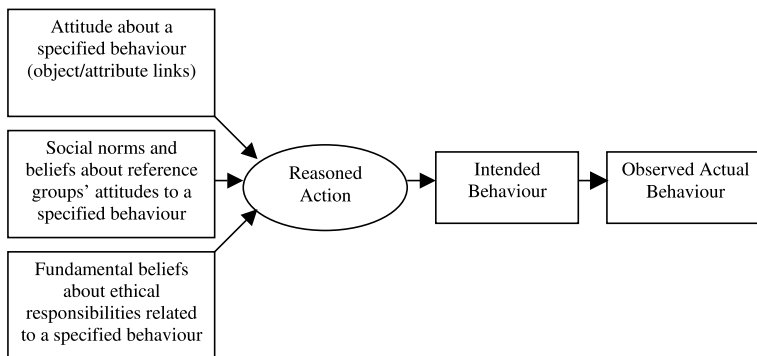 Attitude about a
specified behaviour
(object/attribute links)
Social norms and
beliefs about reference
groups' attitudes to a
specified behaviour
Fundamental beliefs
about ethical
responsibilities related
to a specified behaviour
Reasoned
Action
Intended
Behaviour
Observed Actual
Behaviour